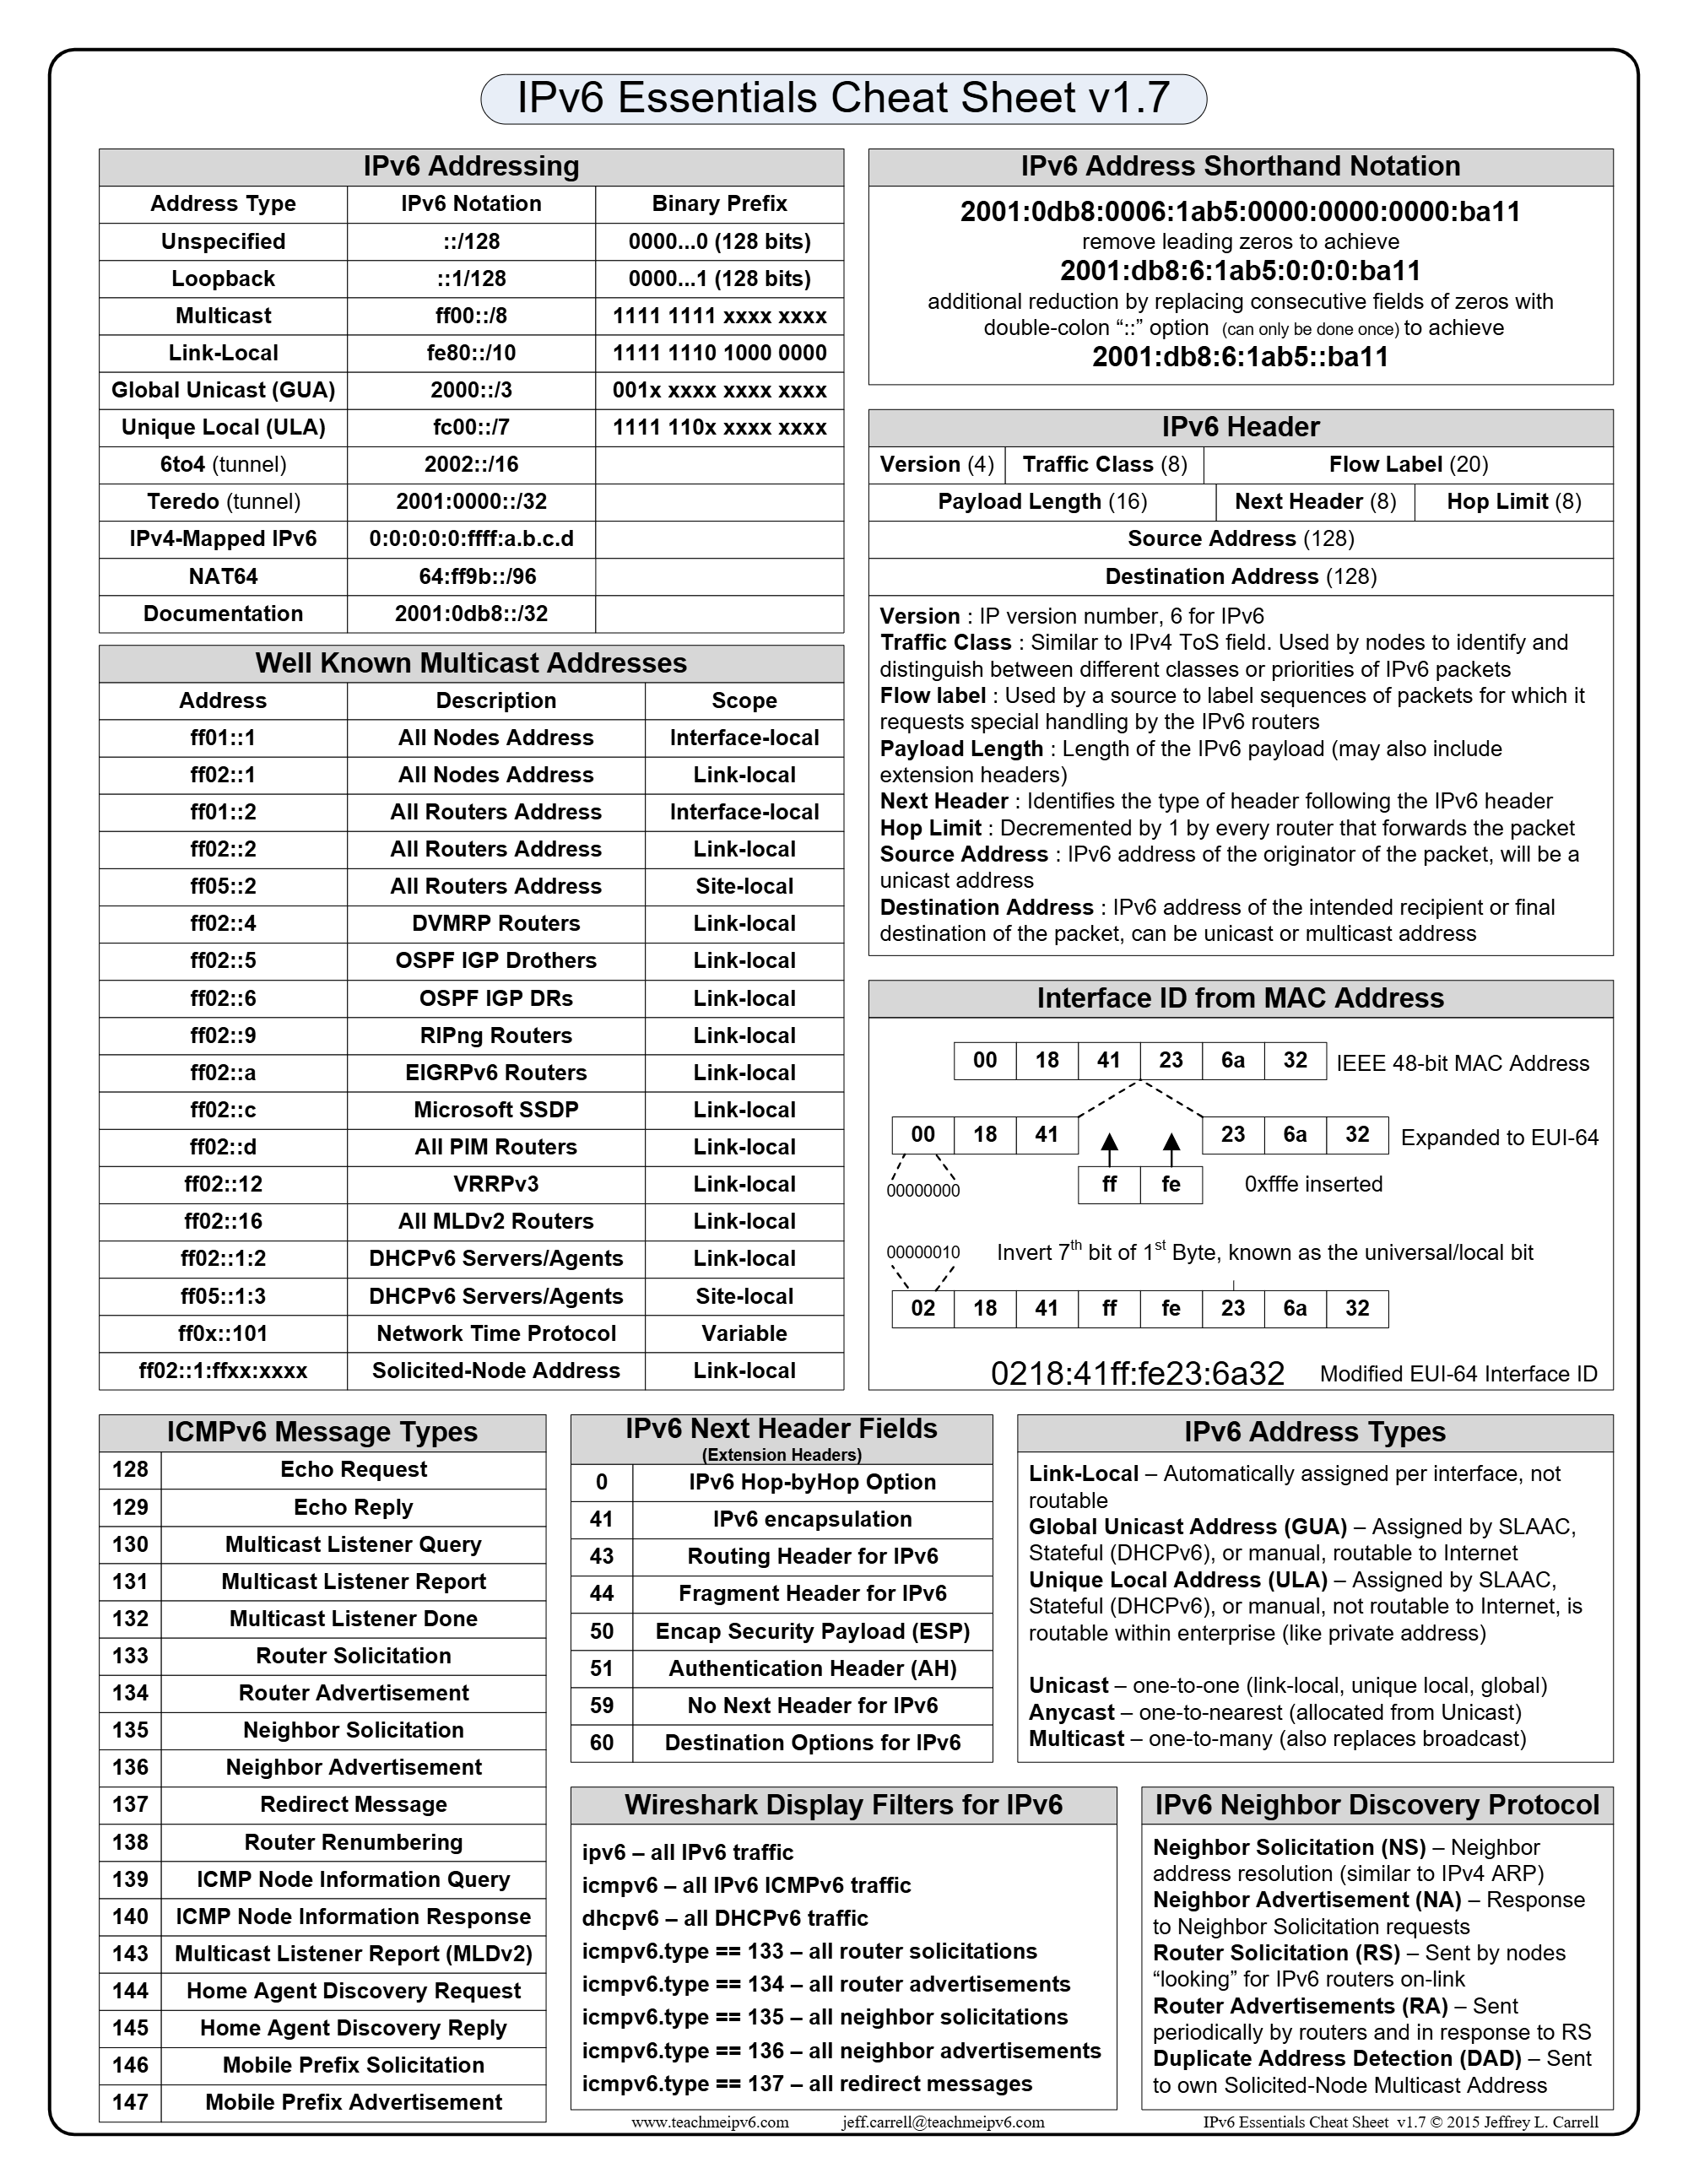 IPv6 Essentials Cheat Sheet v1.7
IPv6 Addressing
Address Type IPv6 Notation Binary Prefix
Unspecified ::/128 0000...0 (128 bits)
Loopback ::1/128 0000...1 (128 bits)
Multicast ff00::/8 1111 1111 xxxx xxxx
Link-Local fe80::/10 1111 1110 1000 0000
Global Unicast (GUA) 2000::/3 001x xxxx xxxx xxxx
Unique Local (ULA) fc00::/7 1111 110x xxxx xxxx
6to4 (tunnel) 2002::/16
Teredo (tunnel) 2001:0000::/32
IPv4-Mapped IPv6 0:0:0:0:0:ffff:a.b.c.d
NAT64 64:ff9b::/96
Documentation 2001:0db8::/32
Well Known Multicast Addresses
Address Description Scope
ff01::1 All Nodes Address Interface-local
ff02::1 All Nodes Address Link-local
ff01::2 All Routers Address Interface-local
ff02::2 All Routers Address Link-local
ff05::2 All Routers Address Site-local
ff02::4 DVMRP Routers Link-local
ff02::5 OSPF IGP Drothers Link-local
ff02::6 OSPF IGP DRs Link-local
ff02::9 RIPng Routers Link-local
ff02::a EIGRPv6 Routers Link-local
ff02::c Microsoft SSDP Link-local
ff02::d All PIM Routers Link-local
ff02::12 VRRPv3 Link-local
ff02::16 All MLDv2 Routers Link-local
ff02::1:2 DHCPv6 Servers/Agents Link-local
ff05::1:3 DHCPv6 Servers/Agents Site-local
ff0x::101 Network Time Protocol Variable
ff02::1:ffxx:xxxx Solicited-Node Address Link-local
IPv6 Address Shorthand Notation
2001:0db8:0006:1ab5:0000:0000:0000:ba11
remove leading zeros to achieve
2001:db8:6:1ab5:0:0:0:ba11
additional reduction by replacing consecutive fields of zeros with
double-colon “::” option (can only be done once) to achieve
2001:db8:6:1ab5::ba11
IPv6 Header
Version (4) Traffic Class (8) Flow Label (20)
Payload Length (16) Next Header (8) Hop Limit (8)
Source Address (128)
Destination Address (128)
Version : IP version number, 6 for IPv6
Traffic Class : Similar to IPv4 ToS field. Used by nodes to identify and
distinguish between different classes or priorities of IPv6 packets
Flow label : Used by a source to label sequences of packets for which it
requests special handling by the IPv6 routers
Payload Length : Length of the IPv6 payload (may also include
extension headers)
Next Header : Identifies the type of header following the IPv6 header
Hop Limit : Decremented by 1 by every router that forwards the packet
Source Address : IPv6 address of the originator of the packet, will be a
unicast address
Destination Address : IPv6 address of the intended recipient or final
destination of the packet, can be unicast or multicast address
Interface ID from MAC Address
00 18 41 23 6a 32 IEEE 48-bit MAC Address
00 18 41 23 6a 32 Expanded to EUI-64
00000000 ff fe 0xfffe inserted
00000010 Invert 7th bit of 1st Byte, known as the universal/local bit
02 18 41 ff fe 23 6a 32
0218:41ff:fe23:6a32 Modified EUI-64 Interface ID
ICMPv6 Message Types
128 Echo Request
129 Echo Reply
130 Multicast Listener Query
131 Multicast Listener Report
132 Multicast Listener Done
133 Router Solicitation
134 Router Advertisement
135 Neighbor Solicitation
136 Neighbor Advertisement
137 Redirect Message
138 Router Renumbering
139 ICMP Node Information Query
140 ICMP Node Information Response
143 Multicast Listener Report (MLDv2)
144 Home Agent Discovery Request
145 Home Agent Discovery Reply
146 Mobile Prefix Solicitation
147 Mobile Prefix Advertisement
IPv6 Next Header Fields
(Extension Headers)
0 IPv6 Hop-byHop Option
41 IPv6 encapsulation
43 Routing Header for IPv6
44 Fragment Header for IPv6
50 Encap Security Payload (ESP)
51 Authentication Header (AH)
59 No Next Header for IPv6
60 Destination Options for IPv6
IPv6 Address Types
Link-Local – Automatically assigned per interface, not
routable
Global Unicast Address (GUA) – Assigned by SLAAC,
Stateful (DHCPv6), or manual, routable to Internet
Unique Local Address (ULA) – Assigned by SLAAC,
Stateful (DHCPv6), or manual, not routable to Internet, is
routable within enterprise (like private address)
Unicast – one-to-one (link-local, unique local, global)
Anycast – one-to-nearest (allocated from Unicast)
Multicast – one-to-many (also replaces broadcast)
Wireshark Display Filters for IPv6
ipv6 – all IPv6 traffic
icmpv6 – all IPv6 ICMPv6 traffic
dhcpv6 – all DHCPv6 traffic
icmpv6.type == 133 – all router solicitations
icmpv6.type == 134 – all router advertisements
icmpv6.type == 135 – all neighbor solicitations
icmpv6.type == 136 – all neighbor advertisements
icmpv6.type == 137 – all redirect messages
IPv6 Neighbor Discovery Protocol
Neighbor Solicitation (NS) – Neighbor
address resolution (similar to IPv4 ARP)
Neighbor Advertisement (NA) – Response
to Neighbor Solicitation requests
Router Solicitation (RS) – Sent by nodes
“looking” for IPv6 routers on-link
Router Advertisements (RA) – Sent
periodically by routers and in response to RS
Duplicate Address Detection (DAD) – Sent
to own Solicited-Node Multicast Address
www.teachmeipv6.com jeff.carrell@teachmeipv6.com IPv6 Essentials Cheat Sheet v1.7 © 2015 Jeffrey L. Carrell